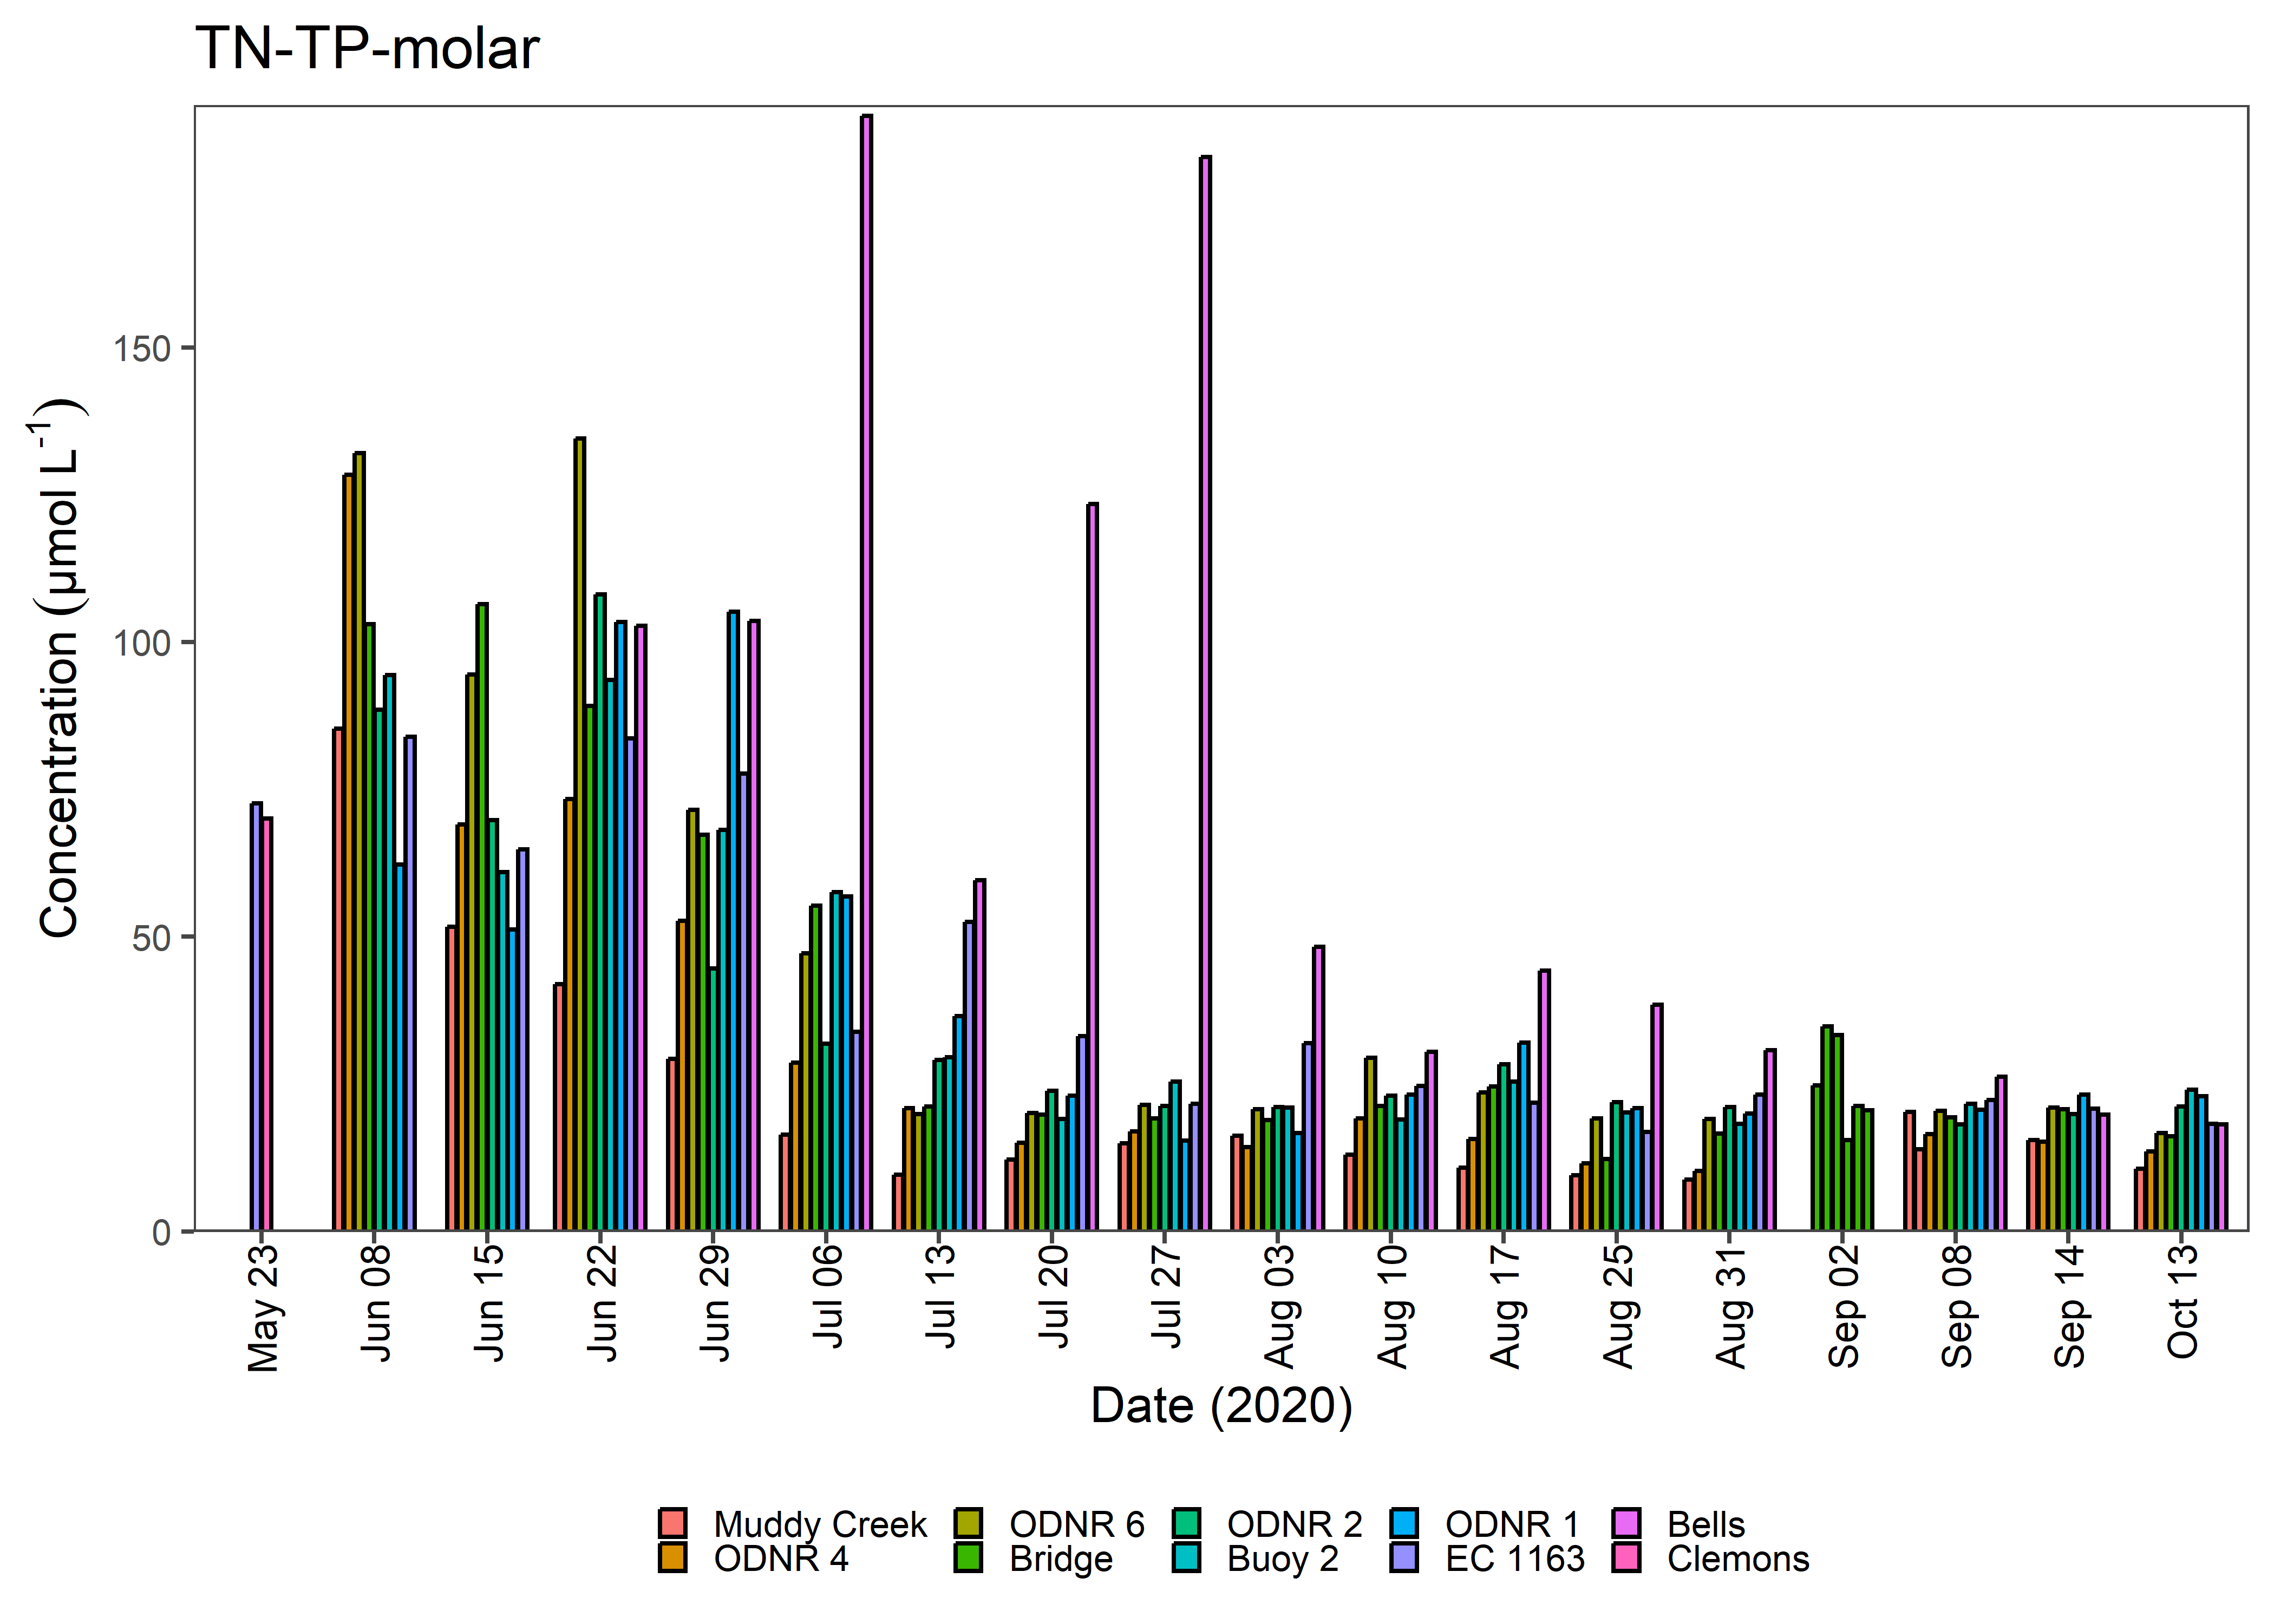 TN-TP-molar
Concentration (µmol L⁻¹)
150
100
50
0
May 23 Jun 08 Jun 15 Jun 22 Jun 29 Jul 06 Jul 13 Jul 20 Jul 27 Aug 03 Aug 10 Aug 17 Aug 25 Aug 31 Sep 02 Sep 08 Sep 14 Oct 13
Date (2020)
Muddy Creek ODNR 6 ODNR 2 ODNR 1 Bells
ODNR 4 Bridge Buoy 2 EC 1163 Clemons